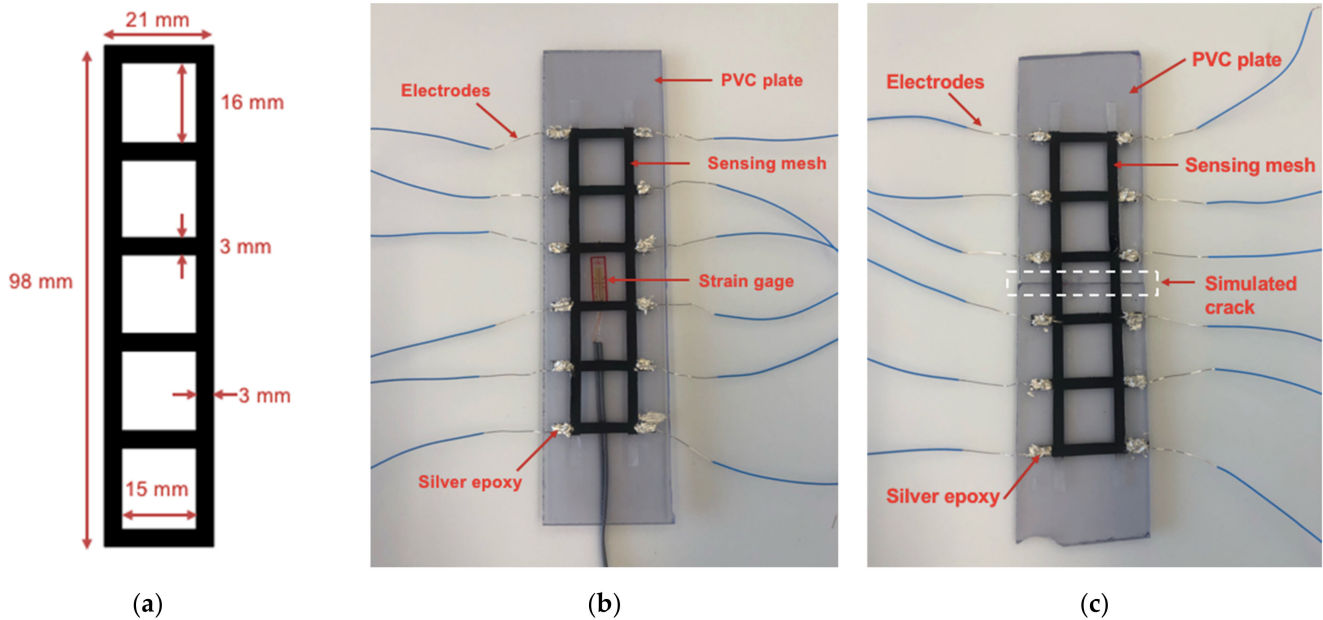 21 mm
16 mm
3 mm
98 mm
3 mm
15 mm
(a)
PVC plate
Electrodes
Sensing mesh
Strain gage
Silver epoxy
(b)
PVC plate
Electrodes
Sensing mesh
Simulated
crack
Silver epoxy
(c)